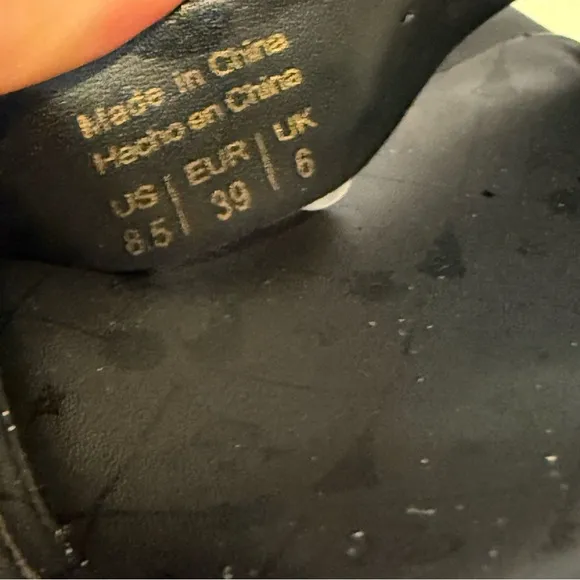 Made in China
Hecho en China
US | EUR | UK
8.5 | 39 | 6